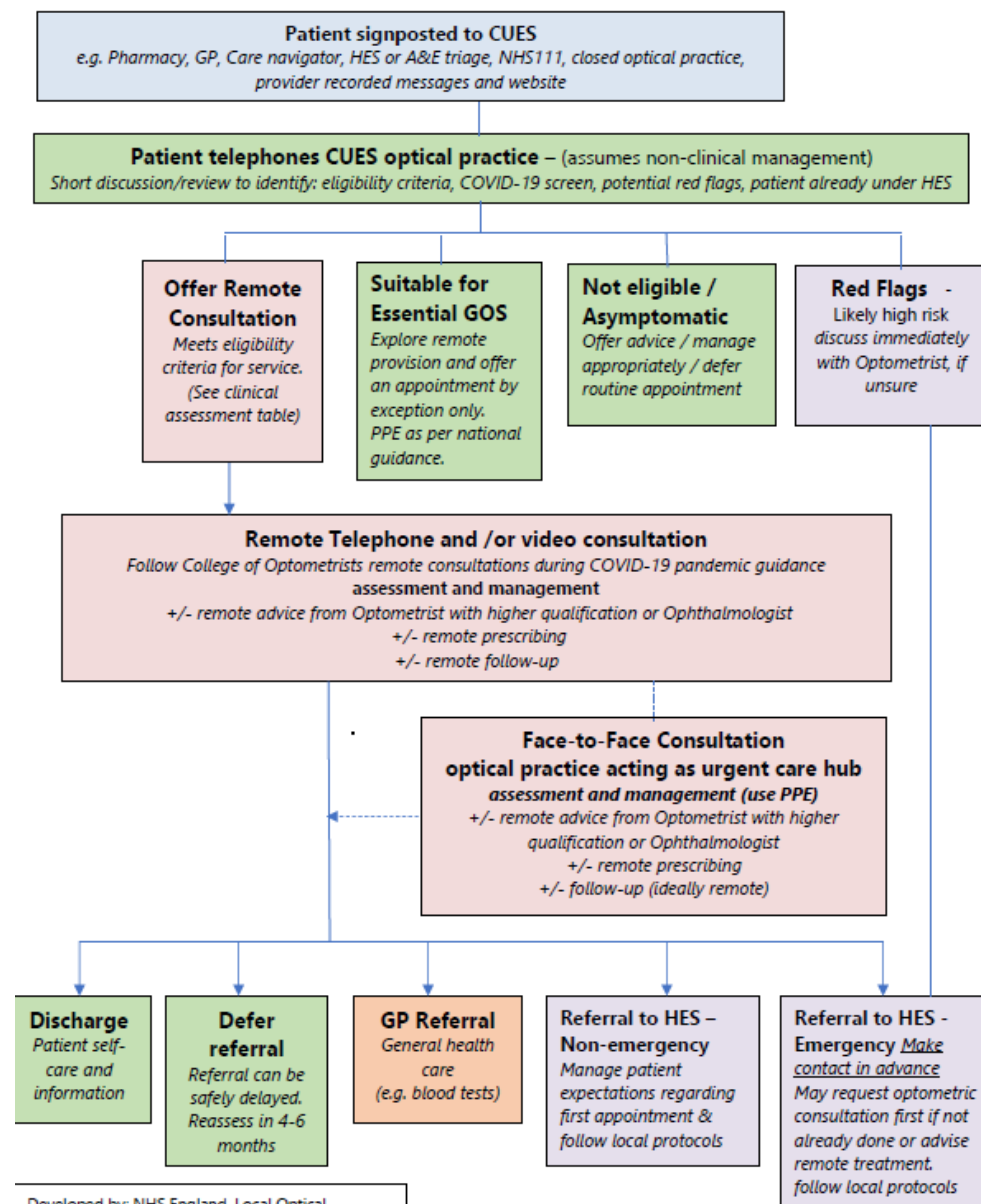 Patient signposted to CUES
e.g. Pharmacy, GP, Care navigator, HES or A&E triage, NHS111, closed optical practice,
provider recorded messages and website
Patient telephones CUES optical practice – (assumes non-clinical management)
Short discussion/review to identify: eligibility criteria, COVID-19 screen, potential red flags, patient already under HES
Offer Remote
Consultation
Meets eligibility
criteria for service.
(See clinical
assessment table)
Suitable for
Essential GOS
Explore remote
provision and offer
an appointment by
exception only.
PPE as per national
guidance.
Not eligible /
Asymptomatic
Offer advice / manage
appropriately / defer
routine appointment
Red Flags -
Likely high risk
discuss immediately
with Optometrist, if
unsure
Remote Telephone and /or video consultation
Follow College of Optometrists remote consultations during COVID-19 pandemic guidance
assessment and management
+/- remote advice from Optometrist with higher qualification or Ophthalmologist
+/- remote prescribing
+/- remote follow-up
.
Face-to-Face Consultation
optical practice acting as urgent care hub
assessment and management (use PPE)
+/- remote advice from Optometrist with higher
qualification or Ophthalmologist
+/- remote prescribing
+/- follow-up (ideally remote)
Discharge
Patient self-
care and
information
Defer
referral
Referral can be
safely delayed.
Reassess in 4-6
months
GP Referral
General health
care
(e.g. blood tests)
Referral to HES –
Non-emergency
Manage patient
expectations regarding
first appointment &
follow local protocols
Referral to HES -
Emergency Make
contact in advance
May request optometric
consultation first if not
already done or advise
remote treatment.
follow local protocols
Developed by: NHS England, Local Optical